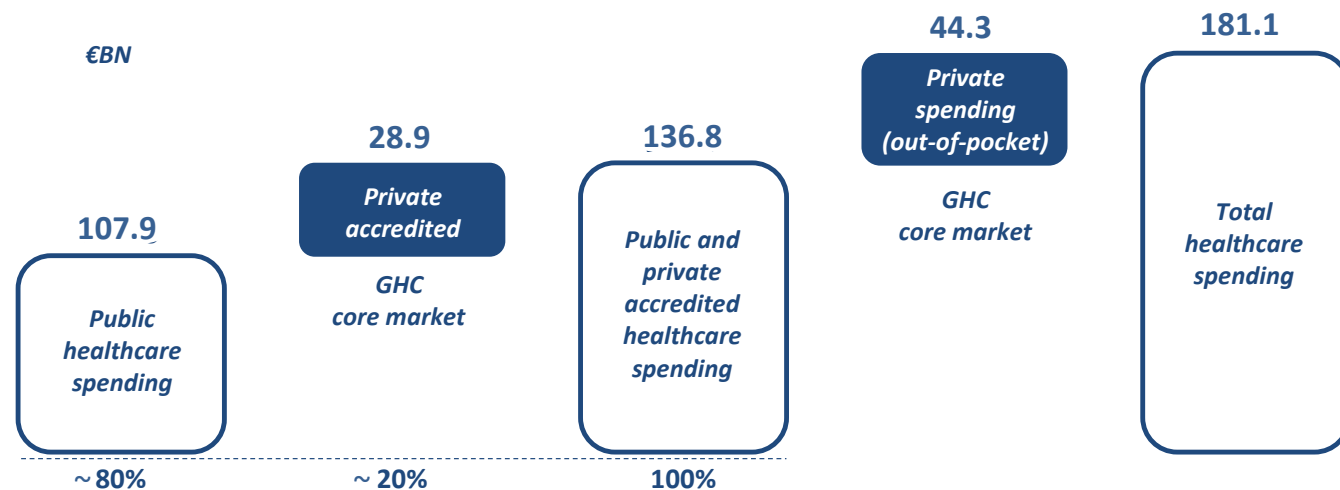 €BN
107.9
Public
healthcare
spending
~ 80%
28.9
Private
accredited
GHC
core market
~ 20%
136.8
Public and
private
accredited
healthcare
spending
100%
44.3
Private
spending
(out-of-pocket)
GHC
core market
181.1
Total
healthcare
spending